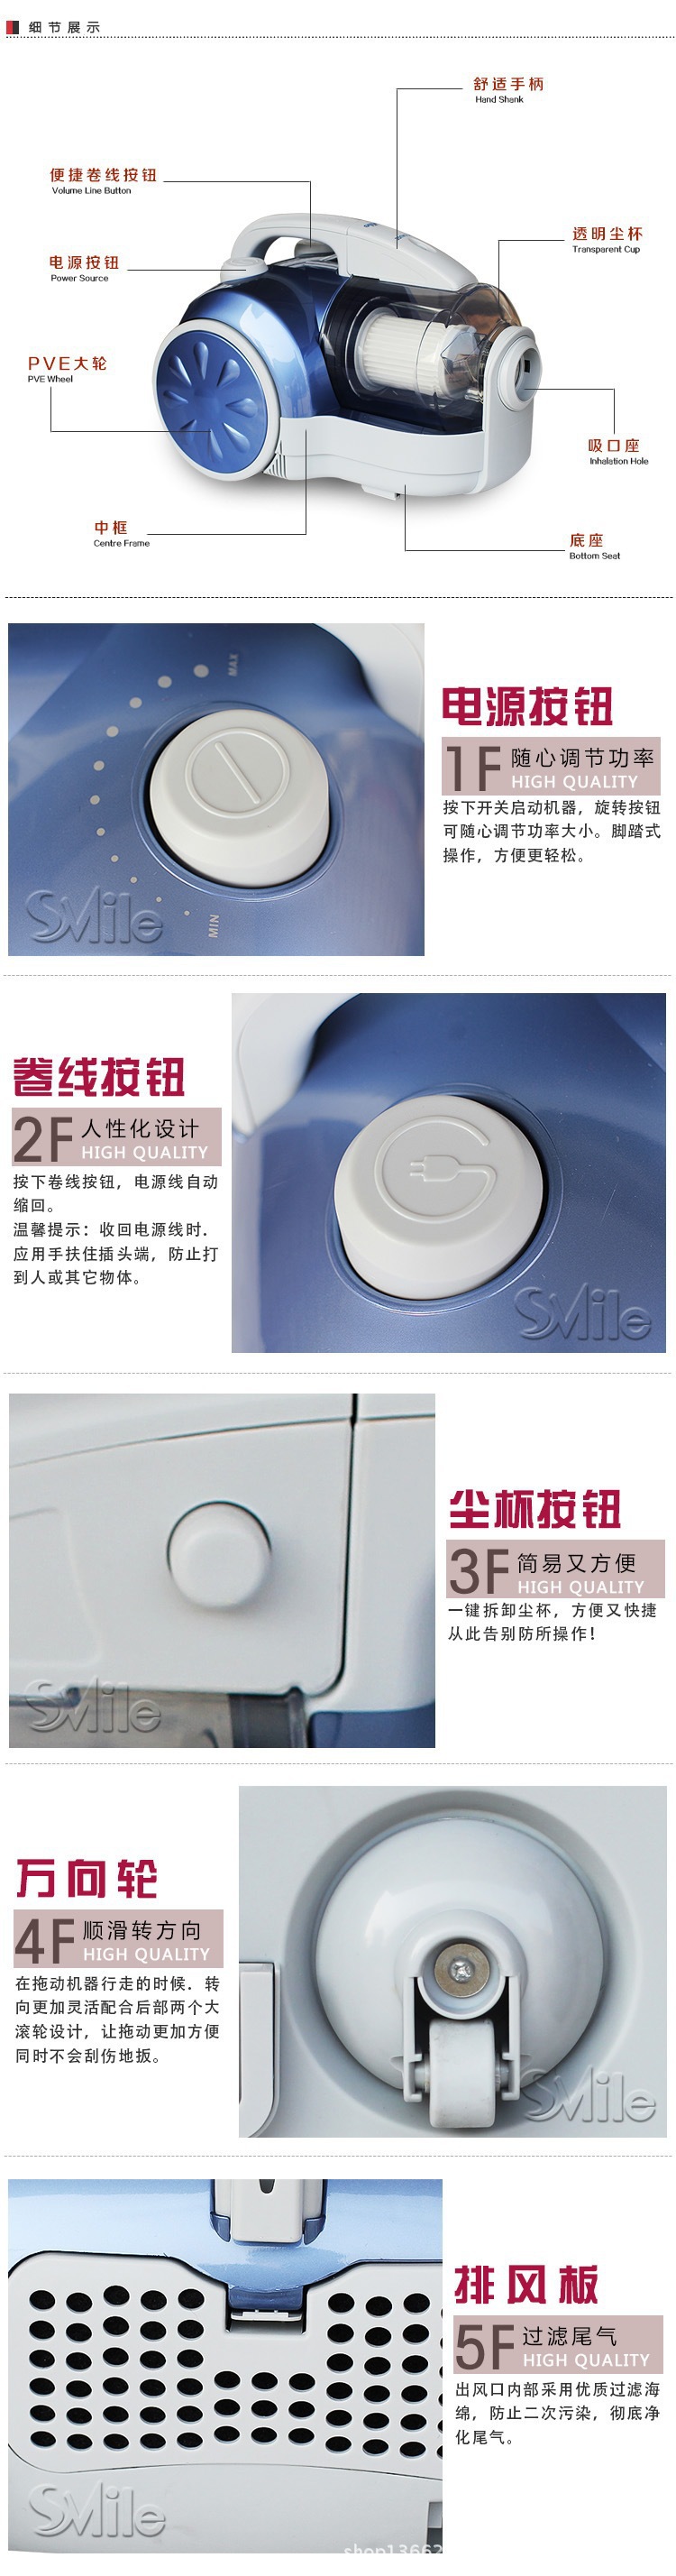 细节展示
舒适手柄
Hand Shank
便捷卷线按钮
Volume Line Button
透明尘杯
Transparent Cup
电源按钮
Power Source
PVE大轮
PVE Wheel
吸口座
Inhalation Hole
中框
Centre Frame
底座
Bottom Seat
MAX
MIN
SMile
电源按钮
1F 随心调节功率
HIGH QUALITY
按下开关启动机器，旋转按钮
可随心调节功率大小。脚踏式
操作，方便更轻松。
卷线按钮
2F 人性化设计
HIGH QUALITY
按下卷线按钮，电源线自动
缩回。
温馨提示：收回电源线时.
应用手扶住插头端，防止打
到人或其它物体。
SMile
尘杯按钮
3F 简易又方便
HIGH QUALITY
一键拆卸尘杯，方便又快捷
从此告别防所操作！
SMile
万向轮
4F 顺滑转方向
HIGH QUALITY
在拖动机器行走的时候．转
向更加灵活配合后部两个大
滚轮设计，让拖动更加方便
同时不会刮伤地扳。
SMile
排风板
5F 过滤尾气
HIGH QUALITY
出风口内部采用优质过滤海
绵，防止二次污染，彻底净
化尾气。
SMile